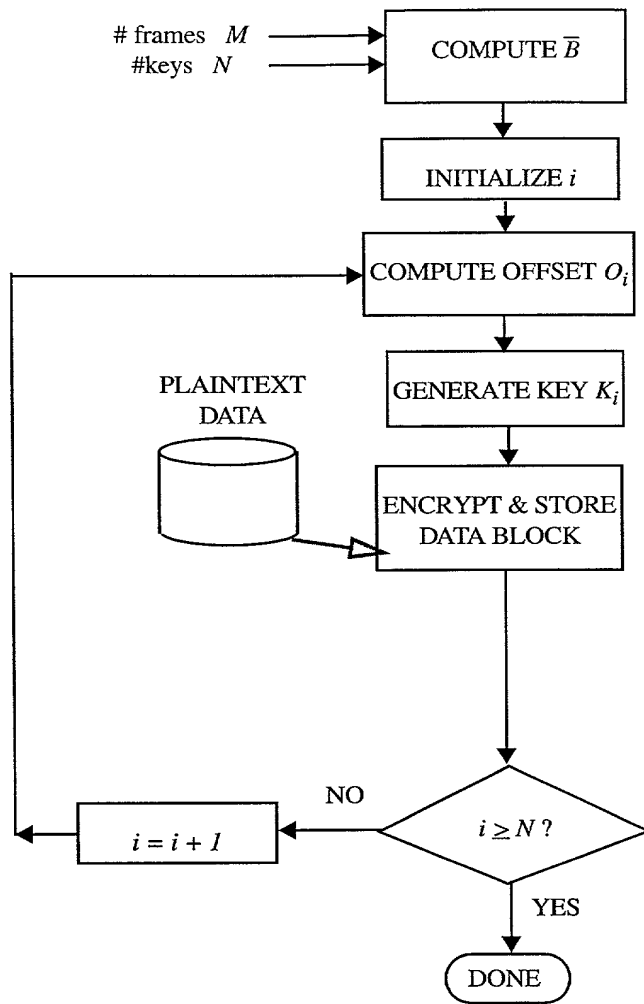 # frames M
#keys N
COMPUTE B̅
INITIALIZE i
COMPUTE OFFSET Oᵢ
GENERATE KEY Kᵢ
PLAINTEXT
DATA
ENCRYPT & STORE
DATA BLOCK
NO
i = i + 1
i ≥ N ?
YES
DONE